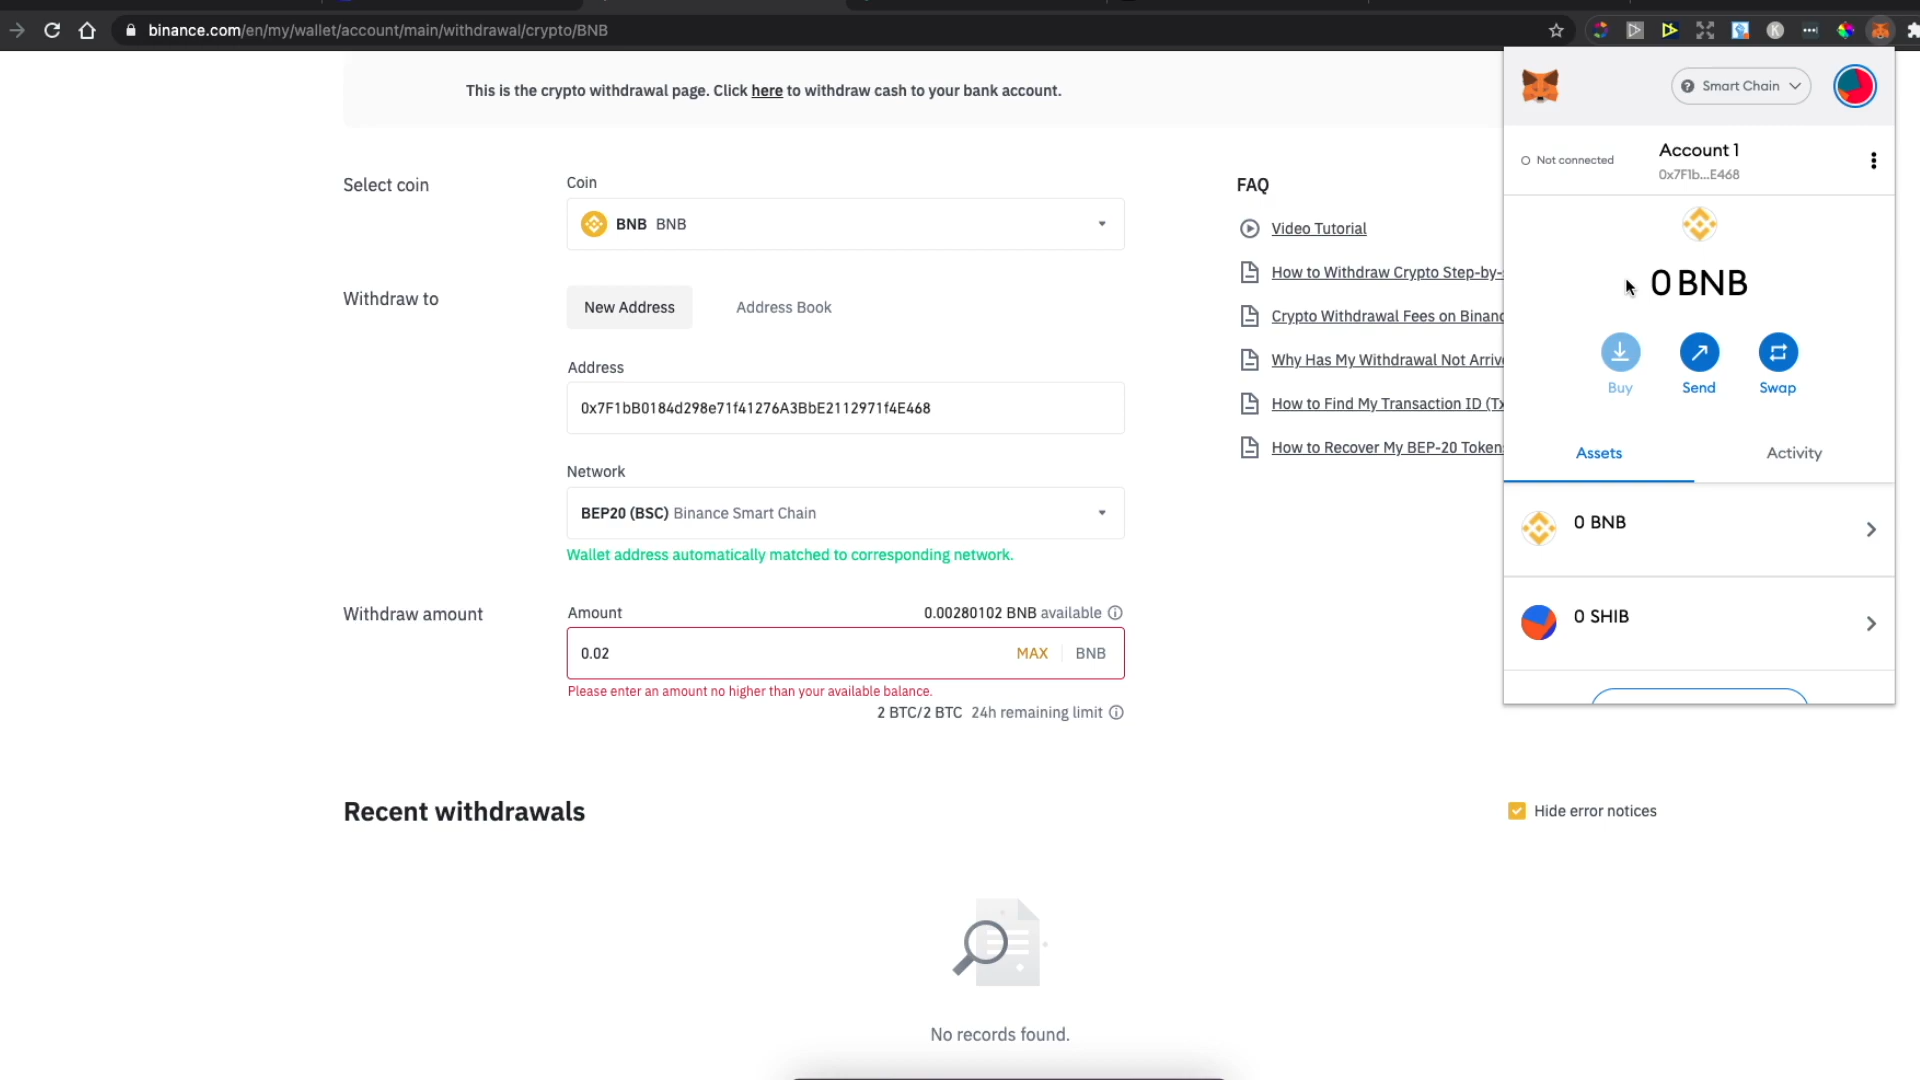 binance.com/en/my/wallet/account/main/withdrawal/crypto/BNB
This is the crypto withdrawal page. Click here to withdraw cash to your bank account.
Select coin
Coin
BNB BNB
Withdraw to
New Address
Address Book
Address
0x7F1bB0184d298e71f41276A3BbE2112971f4E468
Network
BEP20 (BSC) Binance Smart Chain
Wallet address automatically matched to corresponding network.
Withdraw amount
Amount
0.00280102 BNB available
0.02
MAX
BNB
Please enter an amount no higher than your available balance.
2 BTC/2 BTC 24h remaining limit
FAQ
Video Tutorial
How to Withdraw Crypto Step-by-
Crypto Withdrawal Fees on Binanc
Why Has My Withdrawal Not Arriv
How to Find My Transaction ID (Tx
How to Recover My BEP-20 Token
Smart Chain
Not connected
Account 1
0x7F1b...E468
0 BNB
Buy
Send
Swap
Assets
Activity
0 BNB
0 SHIB
Recent withdrawals
Hide error notices
No records found.